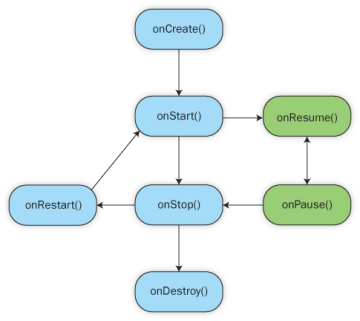 onCreate()
onStart()
onResume()
onRestart()
onStop()
onPause()
onDestroy()